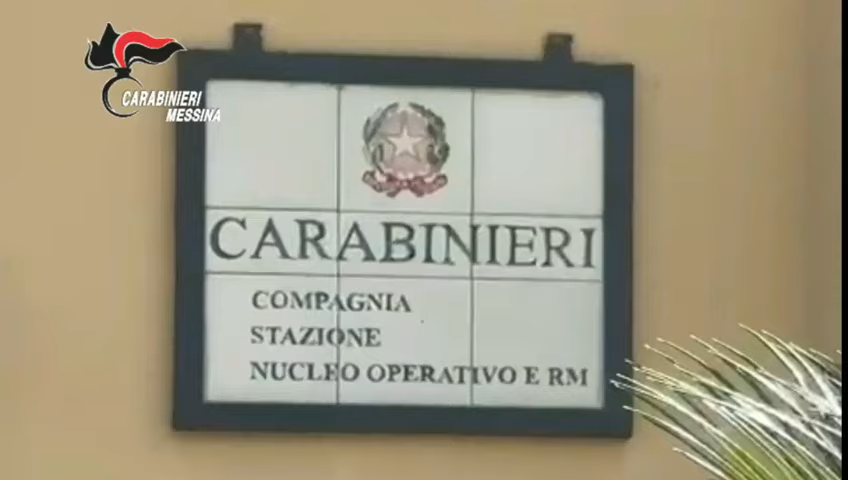 CARABINIERI
MESSINA
CARABINIERI
COMPAGNIA
STAZIONE
NUCLEO OPERATIVO E RM